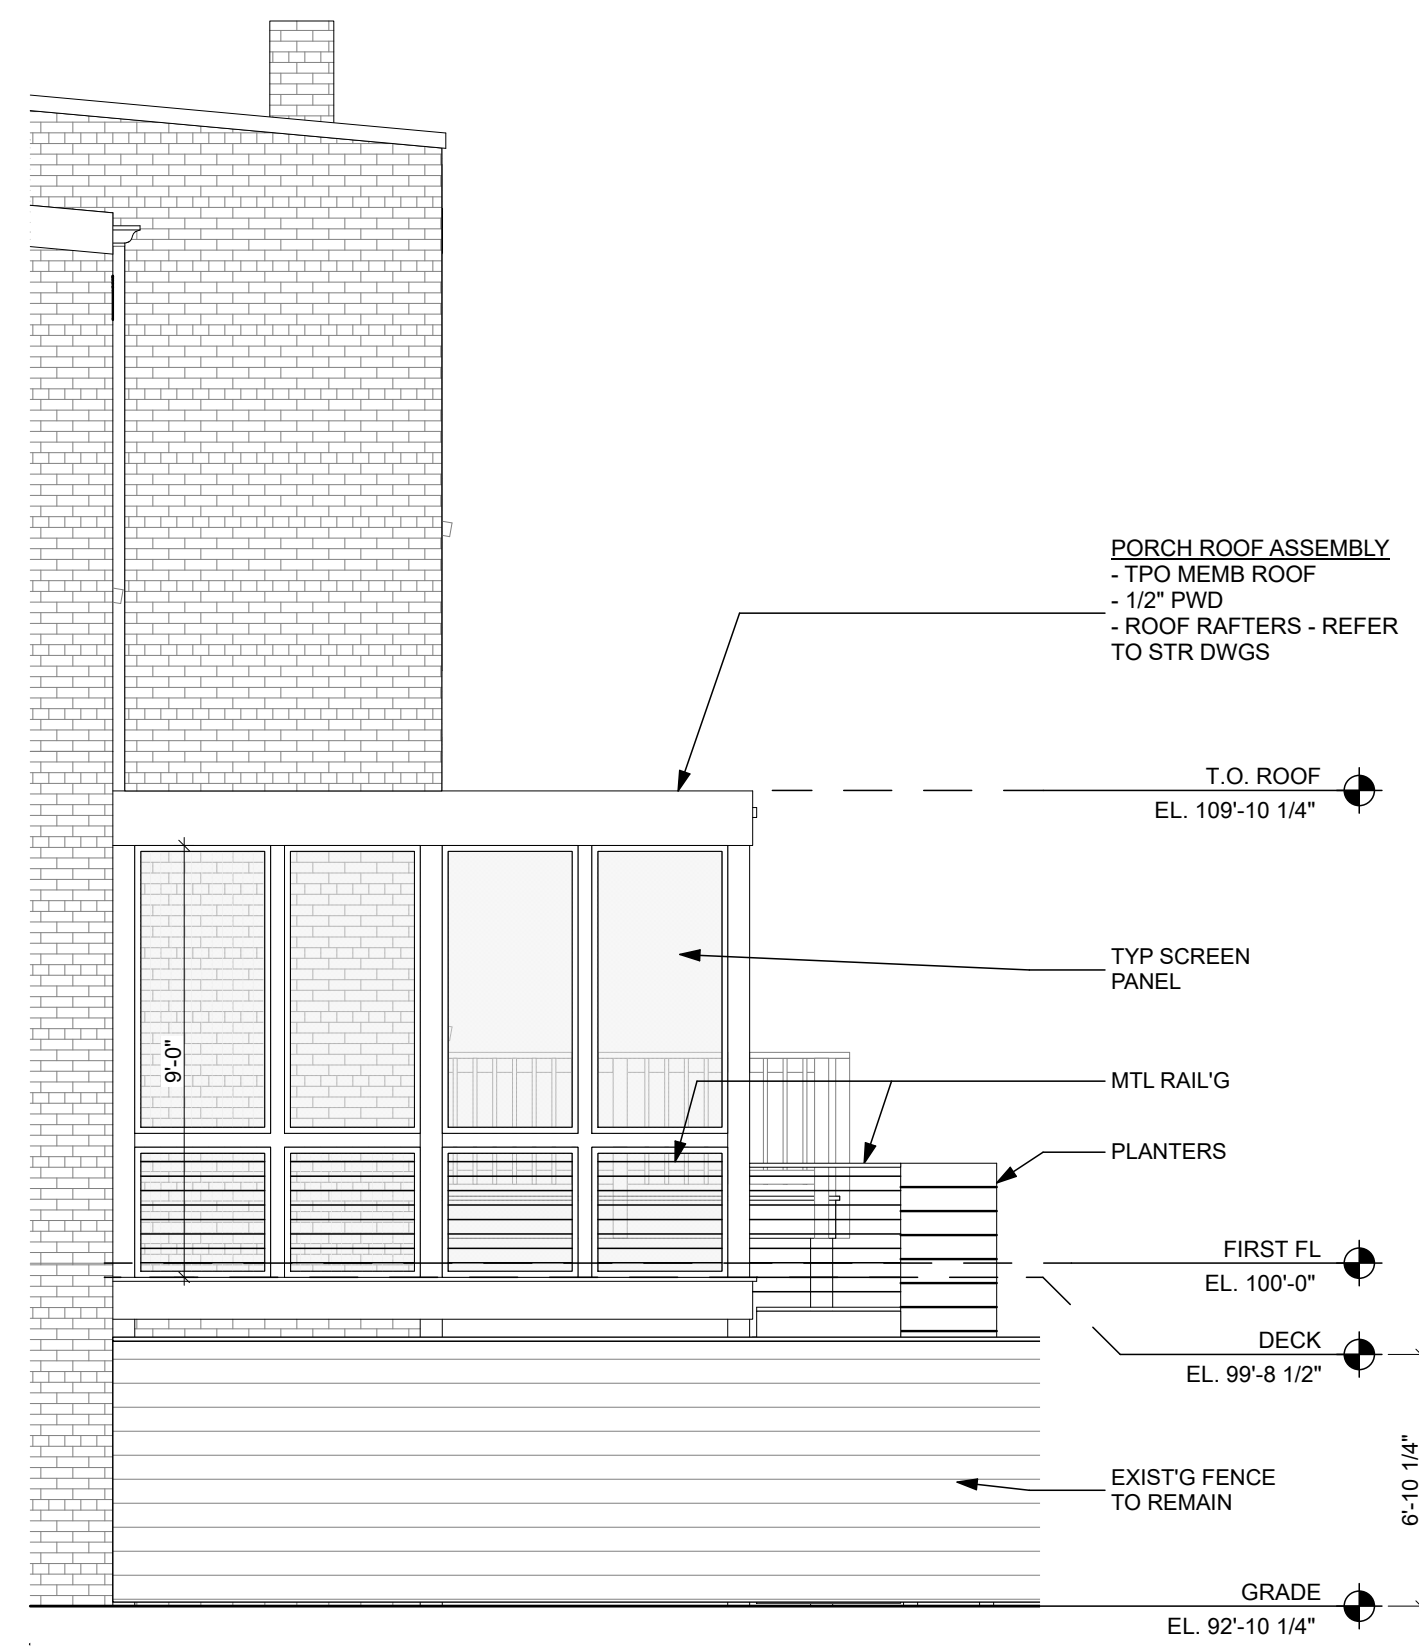 PORCH ROOF ASSEMBLY
- TPO MEMB ROOF
- 1/2" PWD
- ROOF RAFTERS - REFER
TO STR DWGS
T.O. ROOF
EL. 109'-10 1/4"
TYP SCREEN
PANEL
9'-0"
MTL RAIL'G
PLANTERS
FIRST FL
EL. 100'-0"
DECK
EL. 99'-8 1/2"
6'-10 1/4"
EXIST'G FENCE
TO REMAIN
GRADE
EL. 92'-10 1/4"